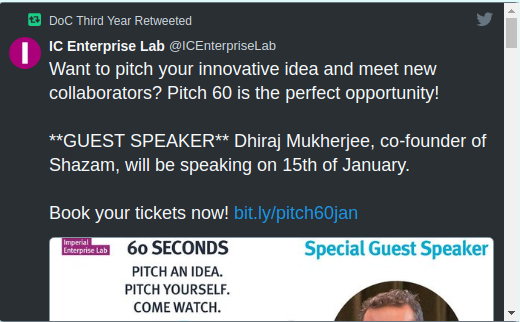 DoC Third Year Retweeted
IC Enterprise Lab @ICEnterpriseLab
Want to pitch your innovative idea and meet new
collaborators? Pitch 60 is the perfect opportunity!
**GUEST SPEAKER** Dhiraj Mukherjee, co-founder of
Shazam, will be speaking on 15th of January.
Book your tickets now! bit.ly/pitch60jan
Imperial
Enterprise Lab
60 SECONDS
Special Guest Speaker
PITCH AN IDEA.
PITCH YOURSELF.
COME WATCH.